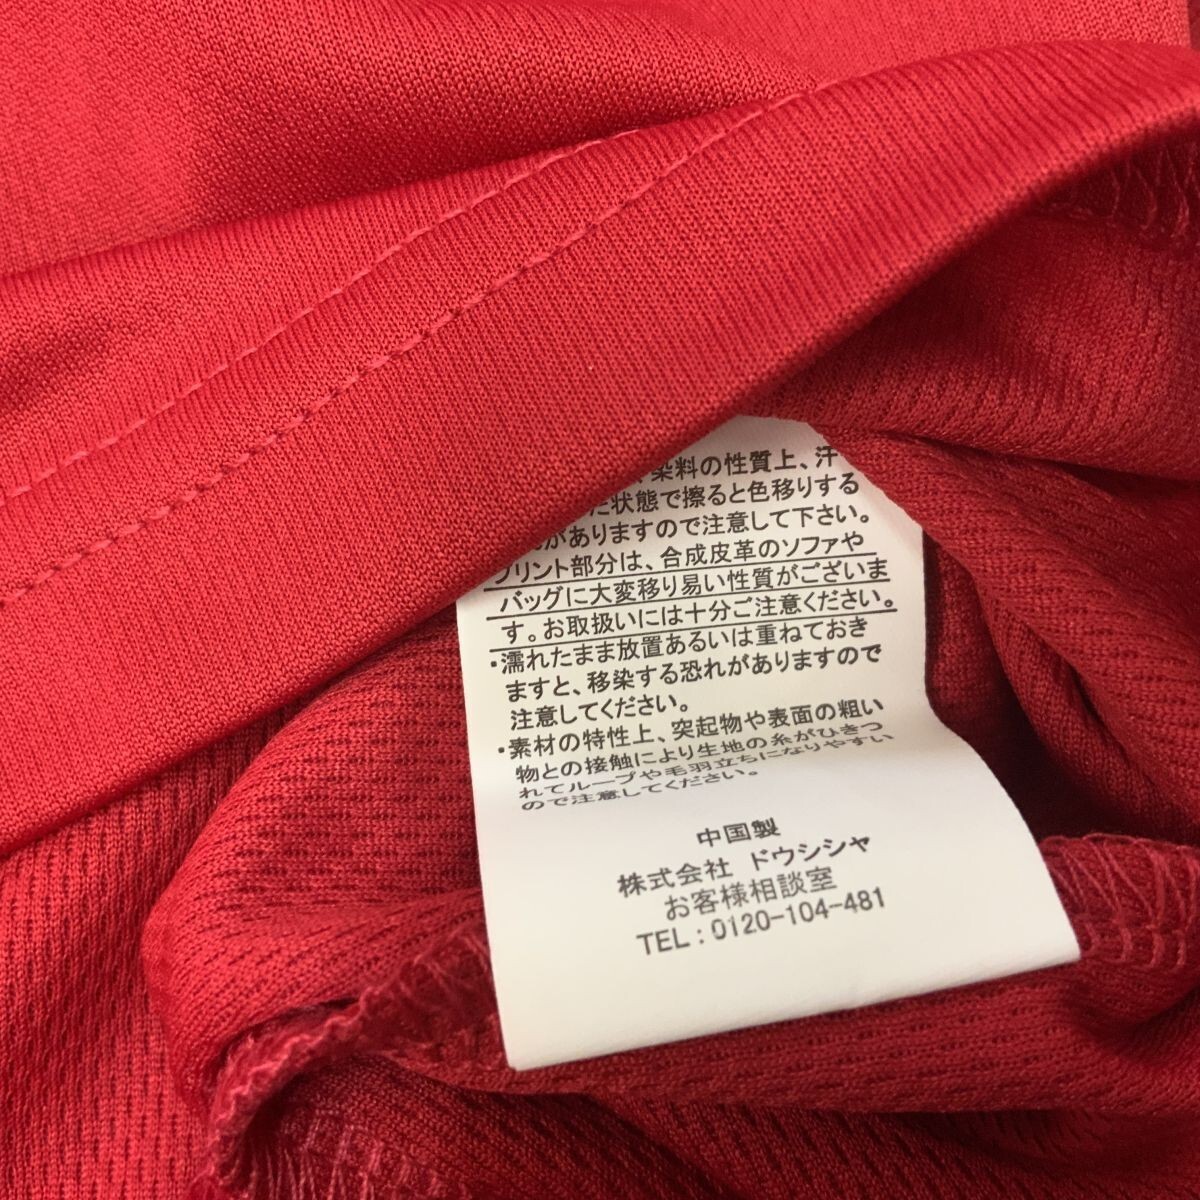 染料の性質上、汗
た状態で擦ると色移りする
がありますので注意して下さい。
プリント部分は、合成皮革のソファや
バッグに大変移り易い性質がございま
す。お取扱いには十分ご注意ください。
・濡れたまま放置あるいは重ねておき
ますと、移染する恐れがありますので
注意してください。
・素材の特性上、突起物や表面の粗い
物との接触により生地の糸がひきつ
れてループや毛羽立ちになりやすい
ので注意してください。
中国製
株式会社 ドウシシャ
お客様相談室
TEL:0120-104-481